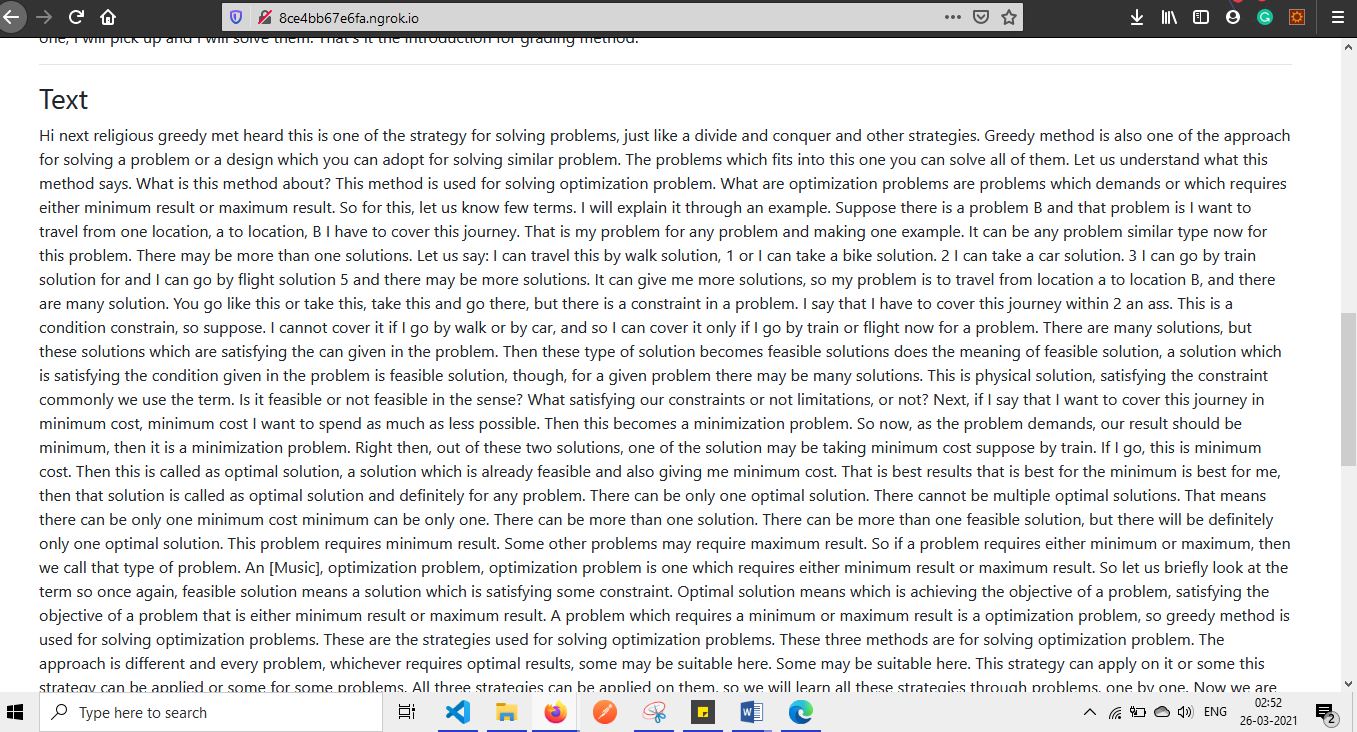 8ce4bb67e6fa.ngrok.io
one, I will pick up and I will solve them. That's it the introduction for grading method.
Text
Hi next religious greedy met heard this is one of the strategy for solving problems, just like a divide and conquer and other strategies. Greedy method is also one of the approach
for solving a problem or a design which you can adopt for solving similar problem. The problems which fits into this one you can solve all of them. Let us understand what this
method says. What is this method about? This method is used for solving optimization problem. What are optimization problems are problems which demands or which requires
either minimum result or maximum result. So for this, let us know few terms. I will explain it through an example. Suppose there is a problem B and that problem is I want to
travel from one location, a to location, B I have to cover this journey. That is my problem for any problem and making one example. It can be any problem similar type now for
this problem. There may be more than one solutions. Let us say: I can travel this by walk solution, 1 or I can take a bike solution. 2 I can take a car solution. 3 I can go by train
solution for and I can go by flight solution 5 and there may be more solutions. It can give me more solutions, so my problem is to travel from location a to location B, and there
are many solution. You go like this or take this, take this and go there, but there is a constraint in a problem. I say that I have to cover this journey within 2 an ass. This is a
condition constrain, so suppose. I cannot cover it if I go by walk or by car, and so I can cover it only if I go by train or flight now for a problem. There are many solutions, but
these solutions which are satisfying the can given in the problem. Then these type of solution becomes feasible solutions does the meaning of feasible solution, a solution which
is satisfying the condition given in the problem is feasible solution, though, for a given problem there may be many solutions. This is physical solution, satisfying the constraint
commonly we use the term. Is it feasible or not feasible in the sense? What satisfying our constraints or not limitations, or not? Next, if I say that I want to cover this journey in
minimum cost, minimum cost I want to spend as much as less possible. Then this becomes a minimization problem. So now, as the problem demands, our result should be
minimum, then it is a minimization problem. Right then, out of these two solutions, one of the solution may be taking minimum cost suppose by train. If I go, this is minimum
cost. Then this is called as optimal solution, a solution which is already feasible and also giving me minimum cost. That is best results that is best for the minimum is best for me,
then that solution is called as optimal solution and definitely for any problem. There can be only one optimal solution. There cannot be multiple optimal solutions. That means
there can be only one minimum cost minimum can be only one. There can be more than one solution. There can be more than one feasible solution, but there will be definitely
only one optimal solution. This problem requires minimum result. Some other problems may require maximum result. So if a problem requires either minimum or maximum, then
we call that type of problem. An [Music], optimization problem, optimization problem is one which requires either minimum result or maximum result. So let us briefly look at the
term so once again, feasible solution means a solution which is satisfying some constraint. Optimal solution means which is achieving the objective of a problem, satisfying the
objective of a problem that is either minimum result or maximum result. A problem which requires a minimum or maximum result is a optimization problem, so greedy method is
used for solving optimization problems. These are the strategies used for solving optimization problems. These three methods are for solving optimization problem. The
approach is different and every problem, whichever requires optimal results, some may be suitable here. Some may be suitable here. This strategy can apply on it or some this
strategy can be applied or some for some problems. All three strategies can be applied on them, so we will learn all these strategies through problems, one by one. Now we are
Type here to search
ENG
02:52
26-03-2021
2